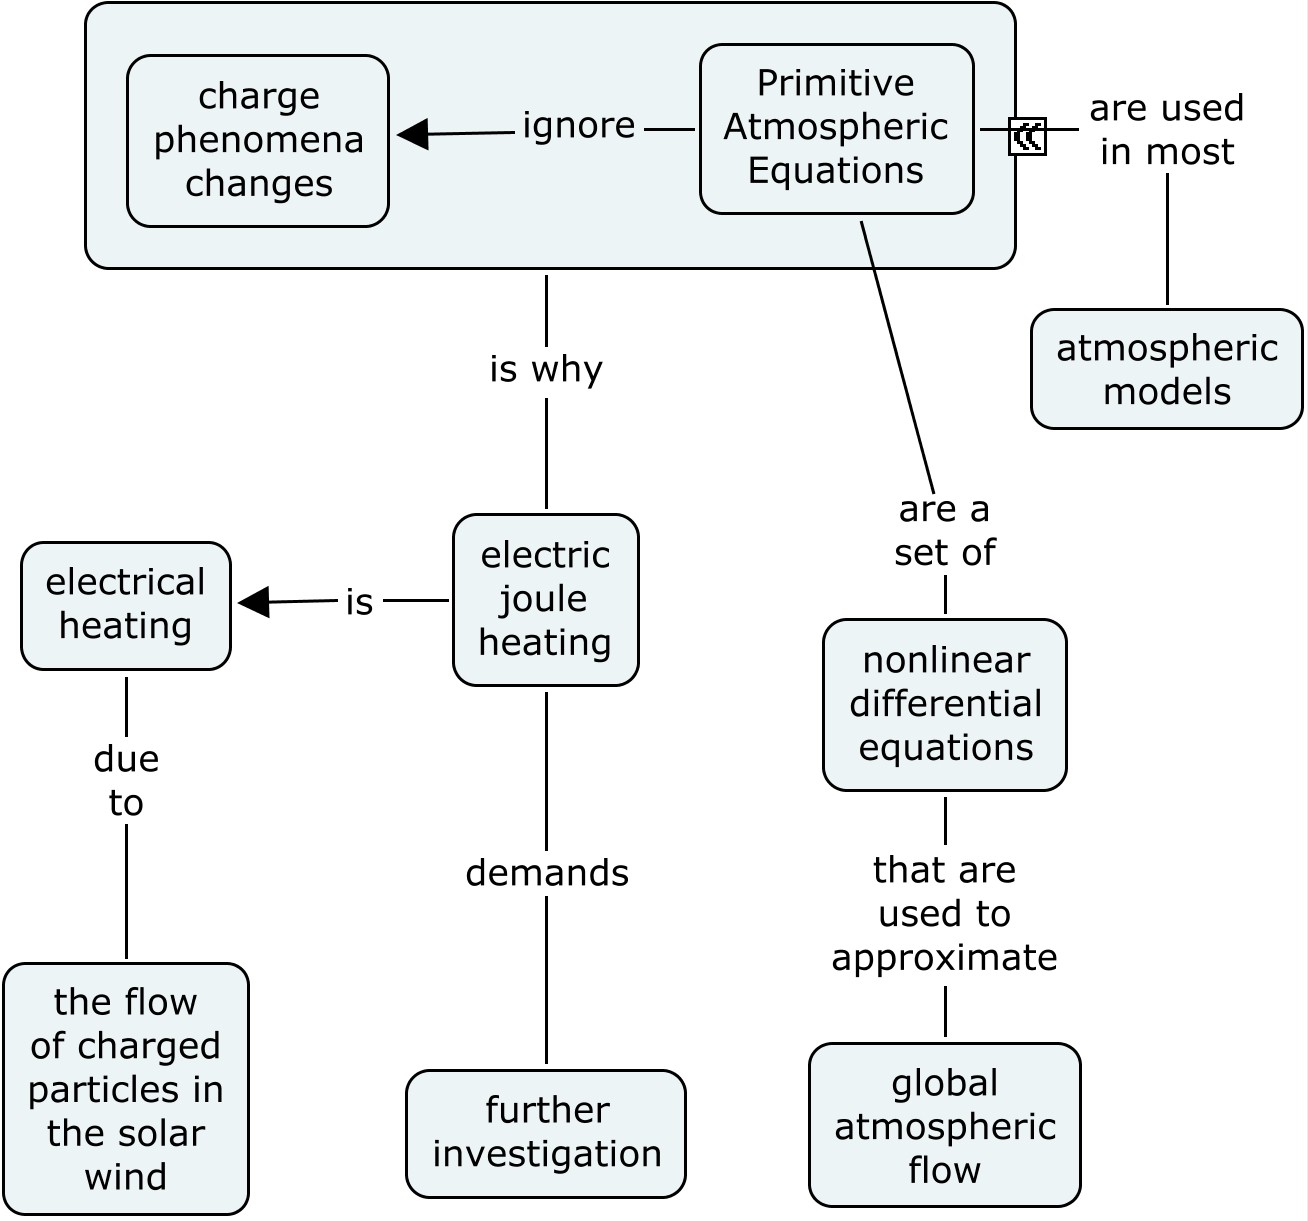 charge
phenomena
changes
ignore
Primitive
Atmospheric
Equations
are used
in most
atmospheric
models
is why
are a
set of
electrical
heating
is
electric
joule
heating
nonlinear
differential
equations
due
to
demands
that are
used to
approximate
the flow
of charged
particles in
the solar
wind
further
investigation
global
atmospheric
flow